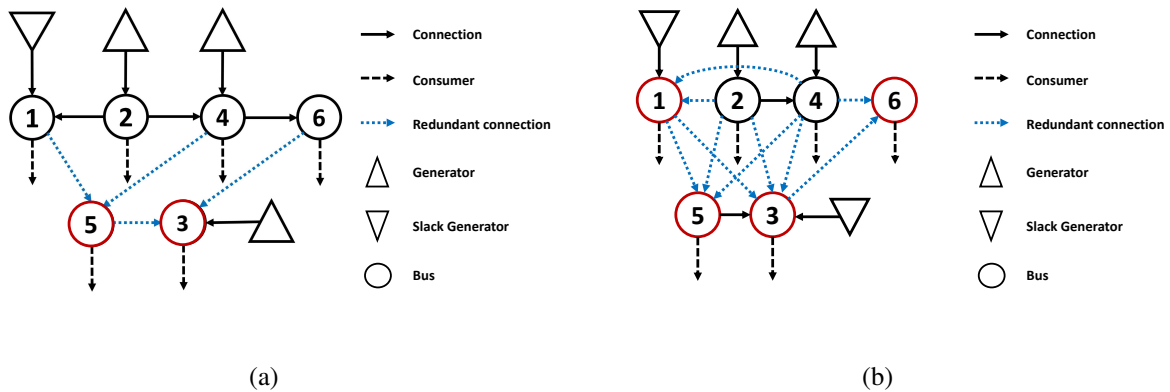 1 2 4 6
5 3
Connection
Consumer
Redundant connection
Generator
Slack Generator
Bus
(a)
1 2 4 6
5 3
Connection
Consumer
Redundant connection
Generator
Slack Generator
Bus
(b)